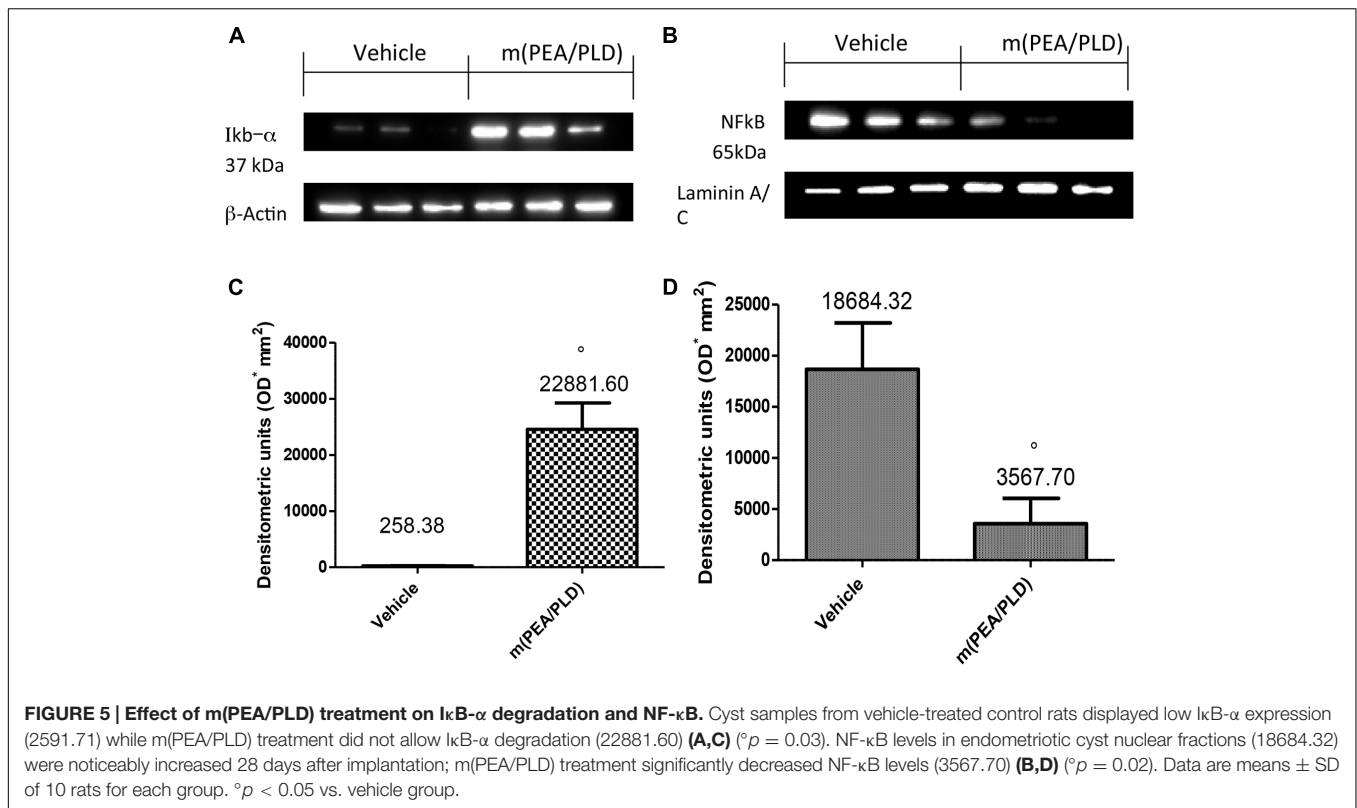 A
Vehicle
m(PEA/PLD)
Ikb−α
37 kDa
β-Actin
B
Vehicle
m(PEA/PLD)
NFkB
65kDa
Laminin A/
C
C
Densitometric units (OD* mm²)
40000
30000
20000
10000
0
258.38
22881.60
°
Vehicle
m(PEA/PLD)
D
Densitometric units (OD* mm²)
25000
20000
15000
10000
5000
0
18684.32
3567.70
°
Vehicle
m(PEA/PLD)
FIGURE 5 | Effect of m(PEA/PLD) treatment on IκB-α degradation and NF-κB. Cyst samples from vehicle-treated control rats displayed low IκB-α expression
(2591.71) while m(PEA/PLD) treatment did not allow IκB-α degradation (22881.60) (A,C) (°p = 0.03). NF-κB levels in endometriotic cyst nuclear fractions (18684.32)
were noticeably increased 28 days after implantation; m(PEA/PLD) treatment significantly decreased NF-κB levels (3567.70) (B,D) (°p = 0.02). Data are means ± SD
of 10 rats for each group. °p < 0.05 vs. vehicle group.